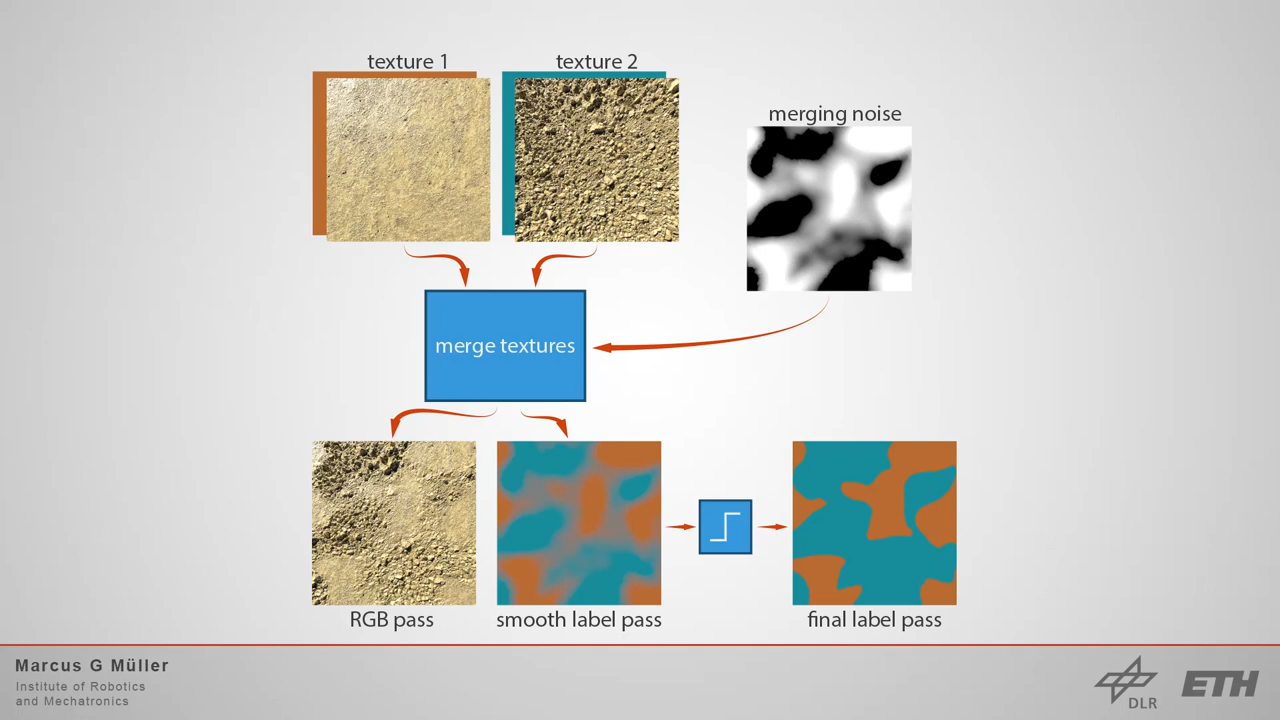 texture 1
texture 2
merging noise
merge textures
RGB pass
smooth label pass
final label pass
Marcus G Müller
Institute of Robotics
and Mechatronics
DLR
ETH